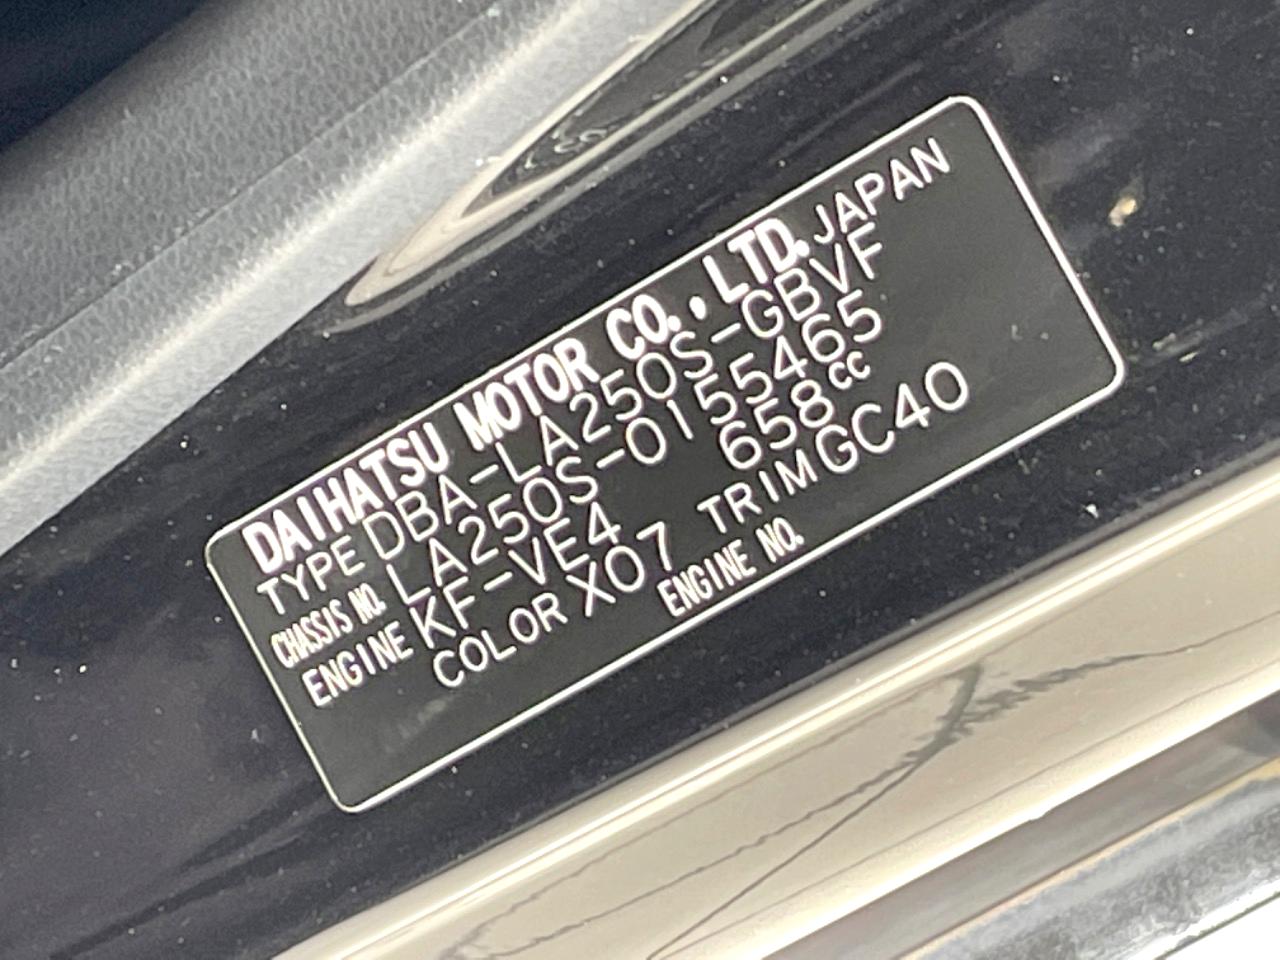 DAIHATSU MOTOR CO., LTD. JAPAN
TYPE DBA-LA250S-GBVF
CHASSIS NO. LA250S-0155465
ENGINE KF-VE4 658cc
COLOR X07 TRIM GC40
ENGINE NO.